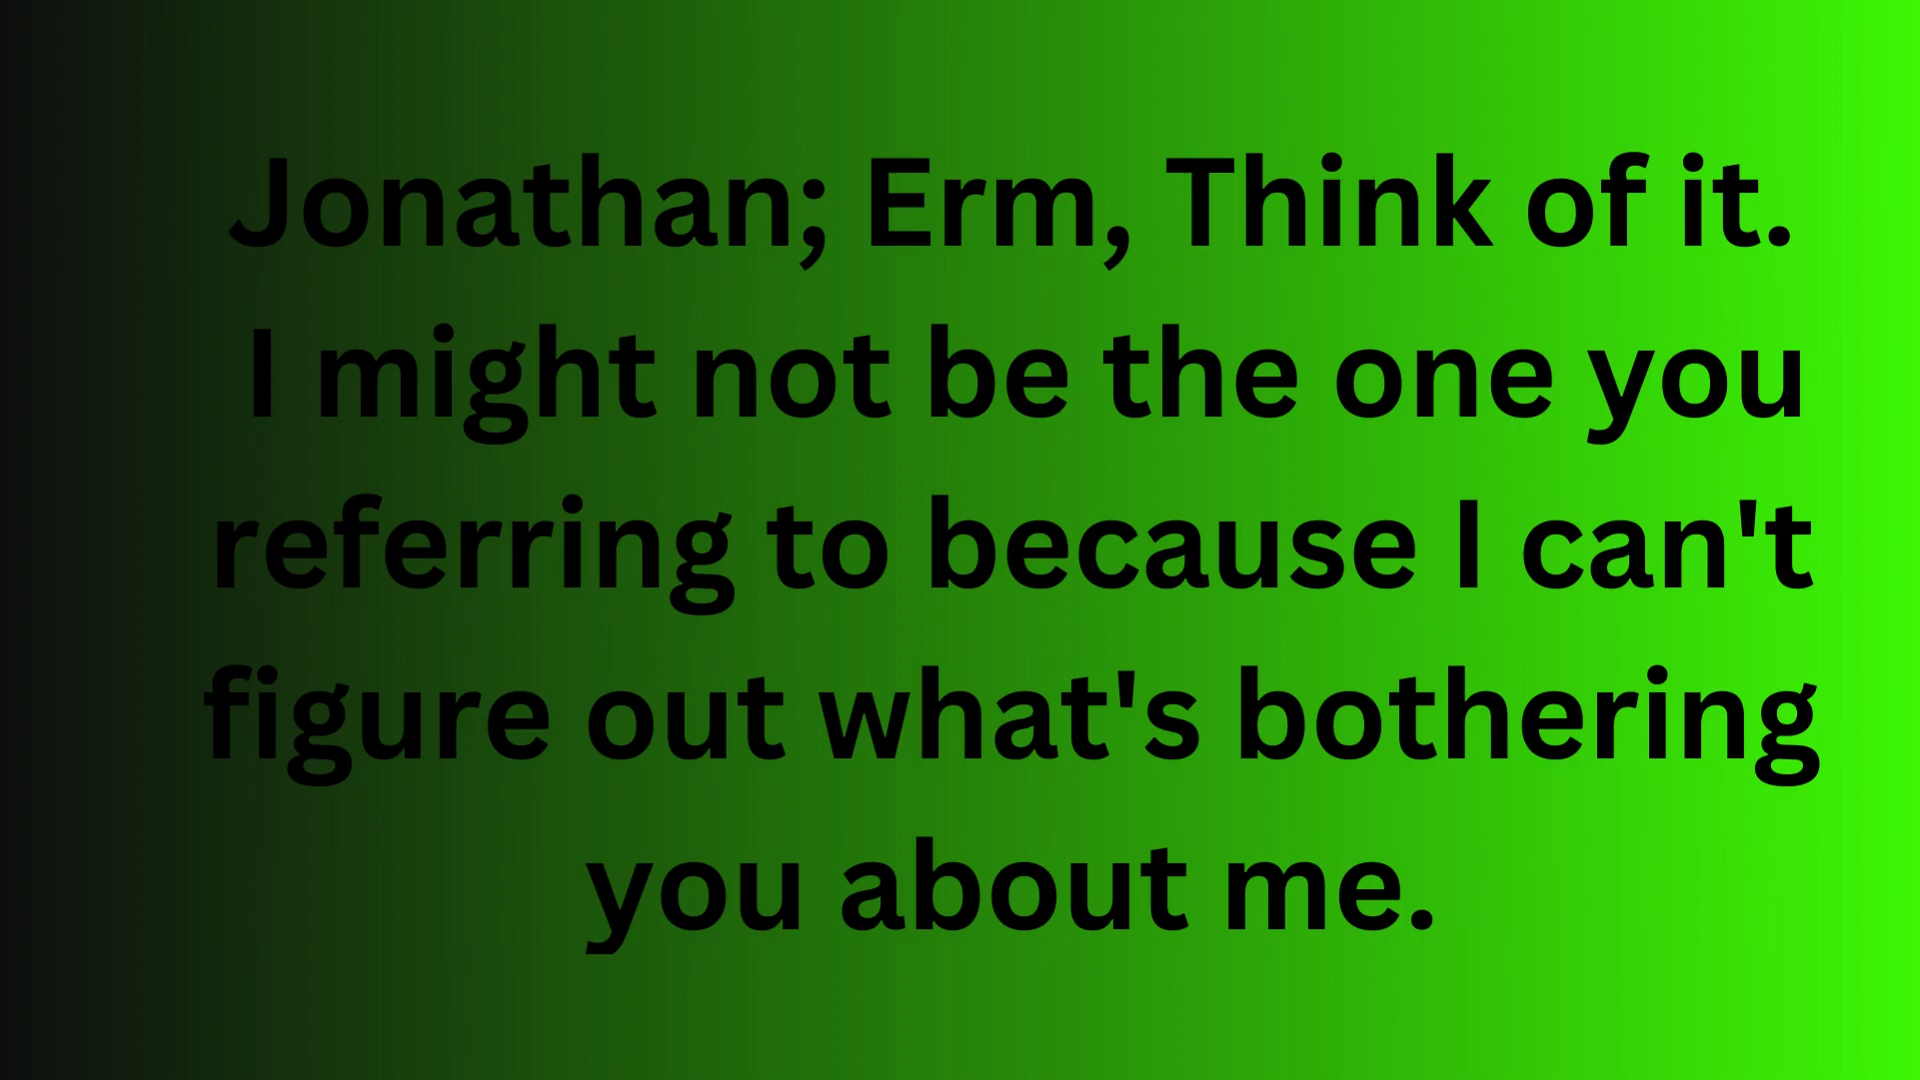 Jonathan; Erm, Think of it.
I might not be the one you
referring to because I can't
figure out what's bothering
you about me.